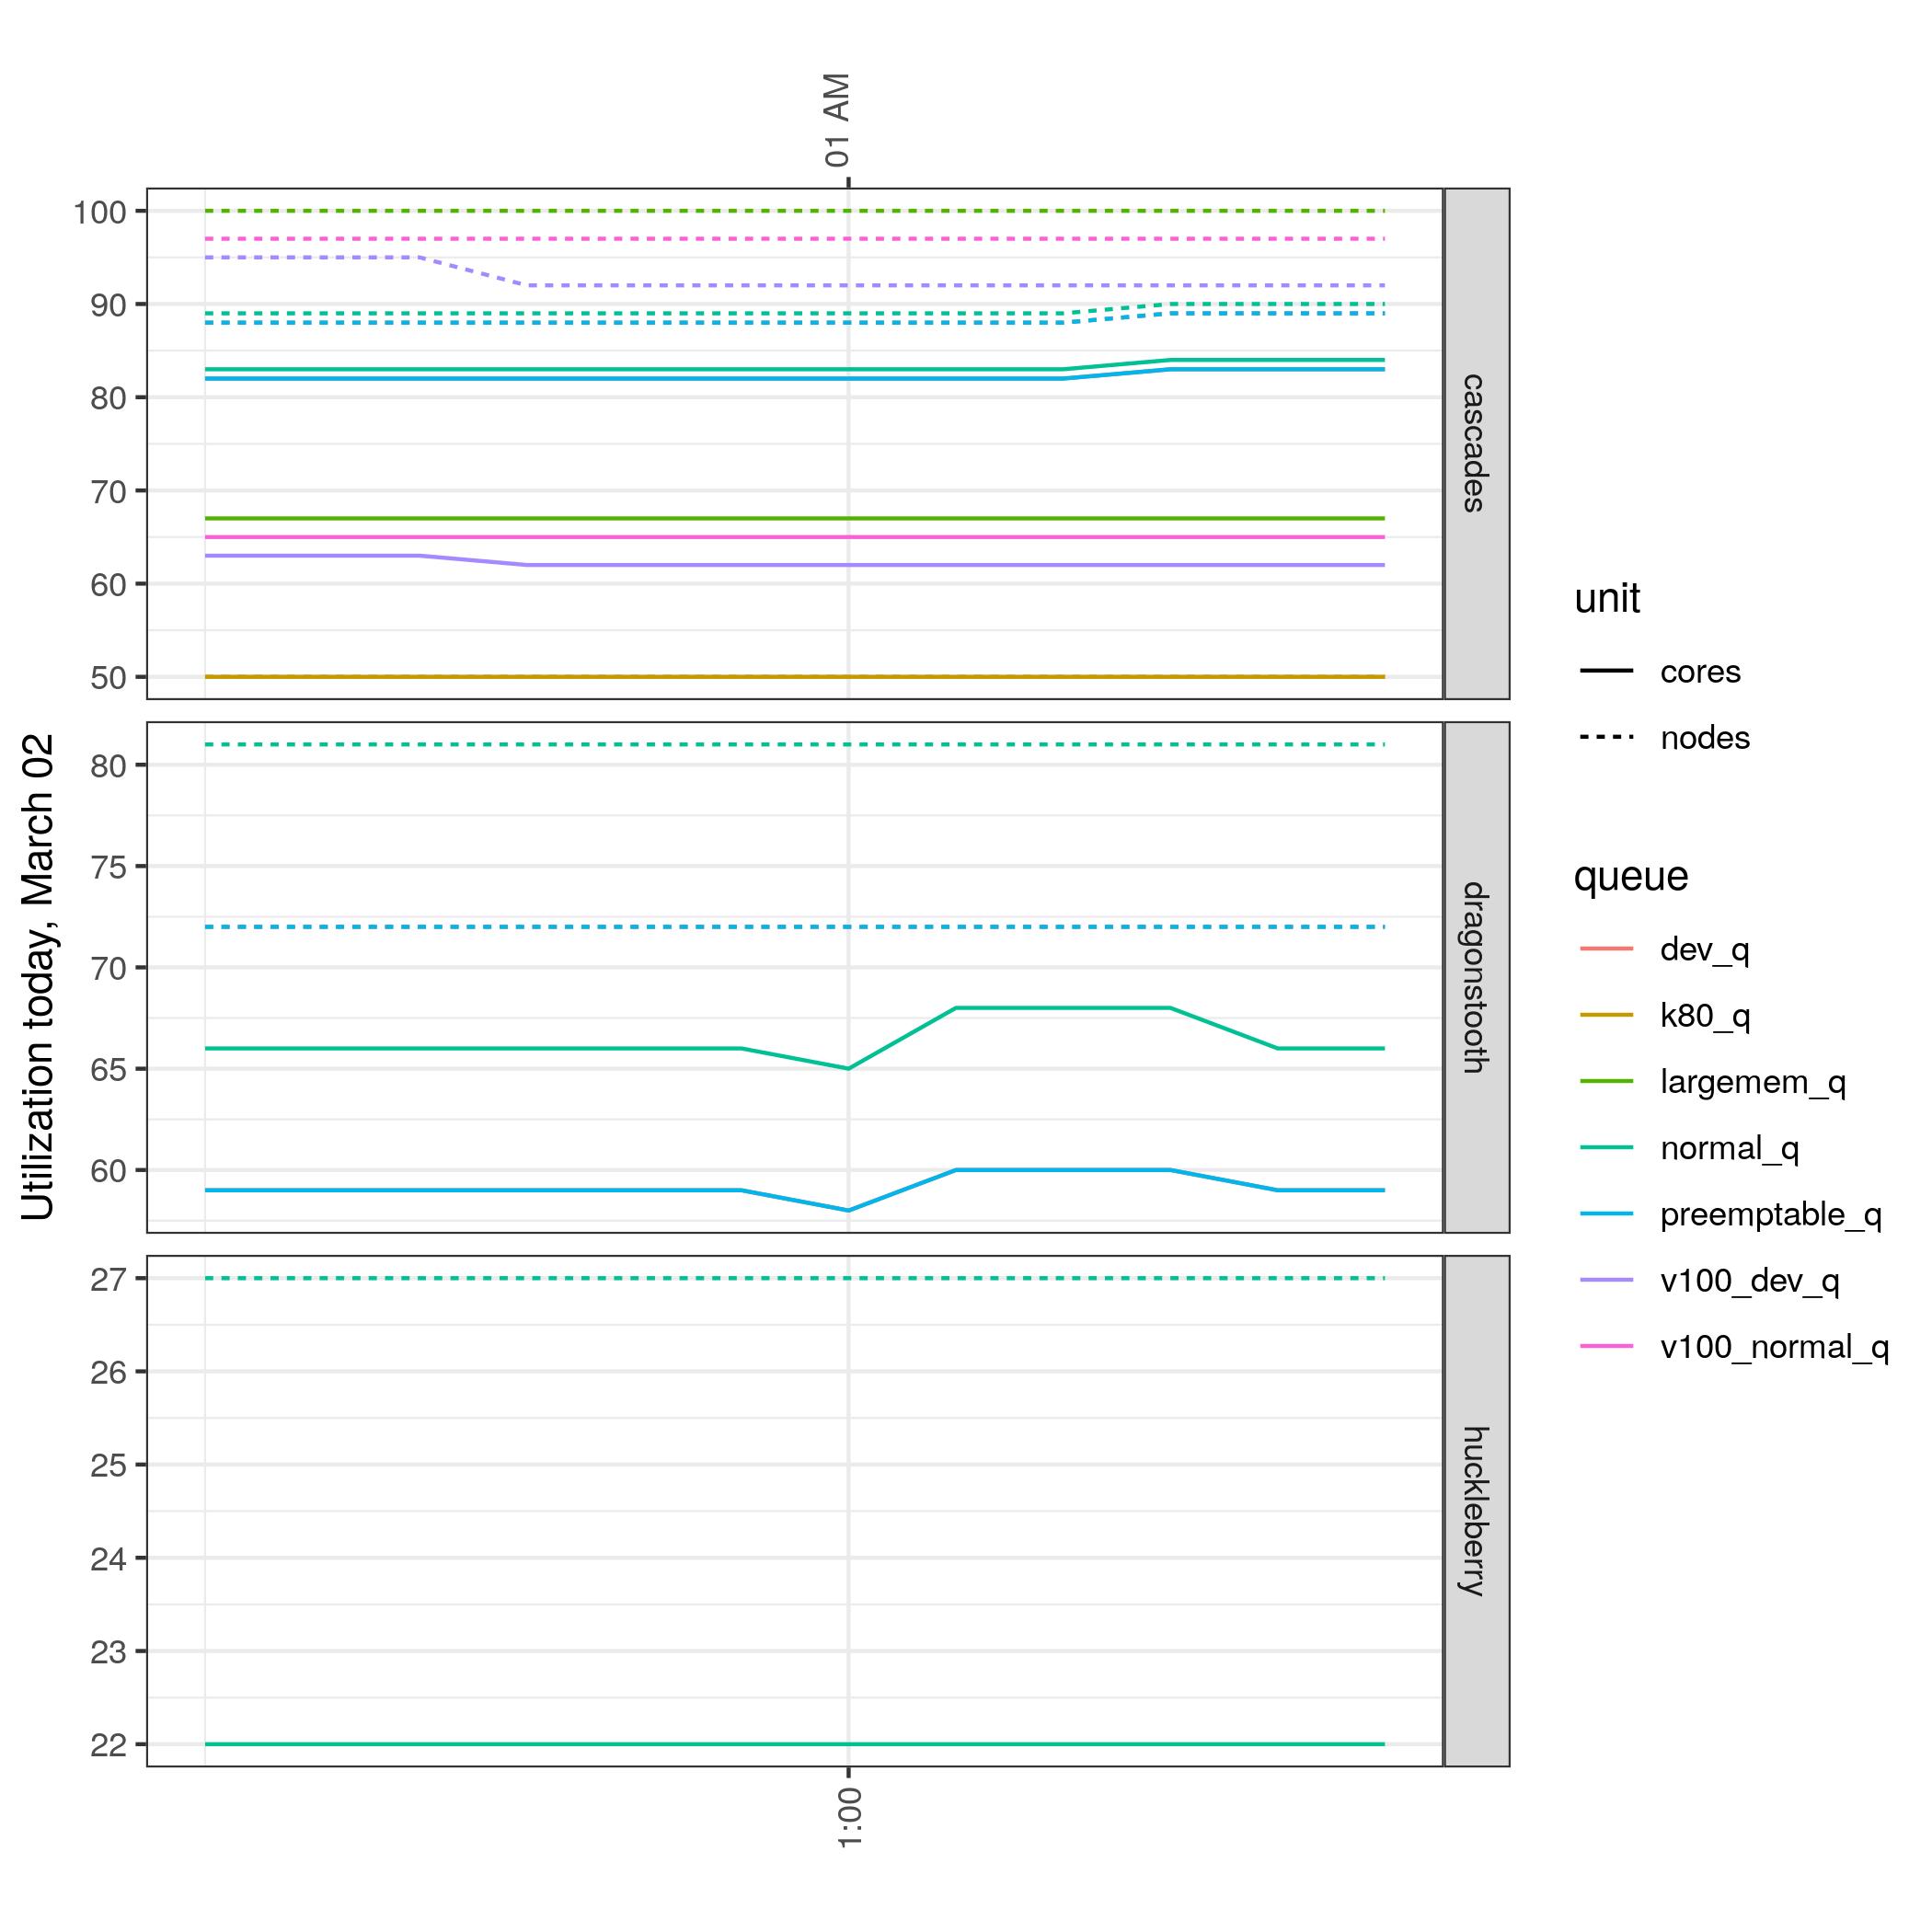 01 AM
Utilization today, March 02
100
90
80
70
60
50
cascades
80
75
70
65
60
dragonstooth
27
26
25
24
23
22
huckleberry
1:00
unit
cores
nodes
queue
dev_q
k80_q
largemem_q
normal_q
preemptable_q
v100_dev_q
v100_normal_q